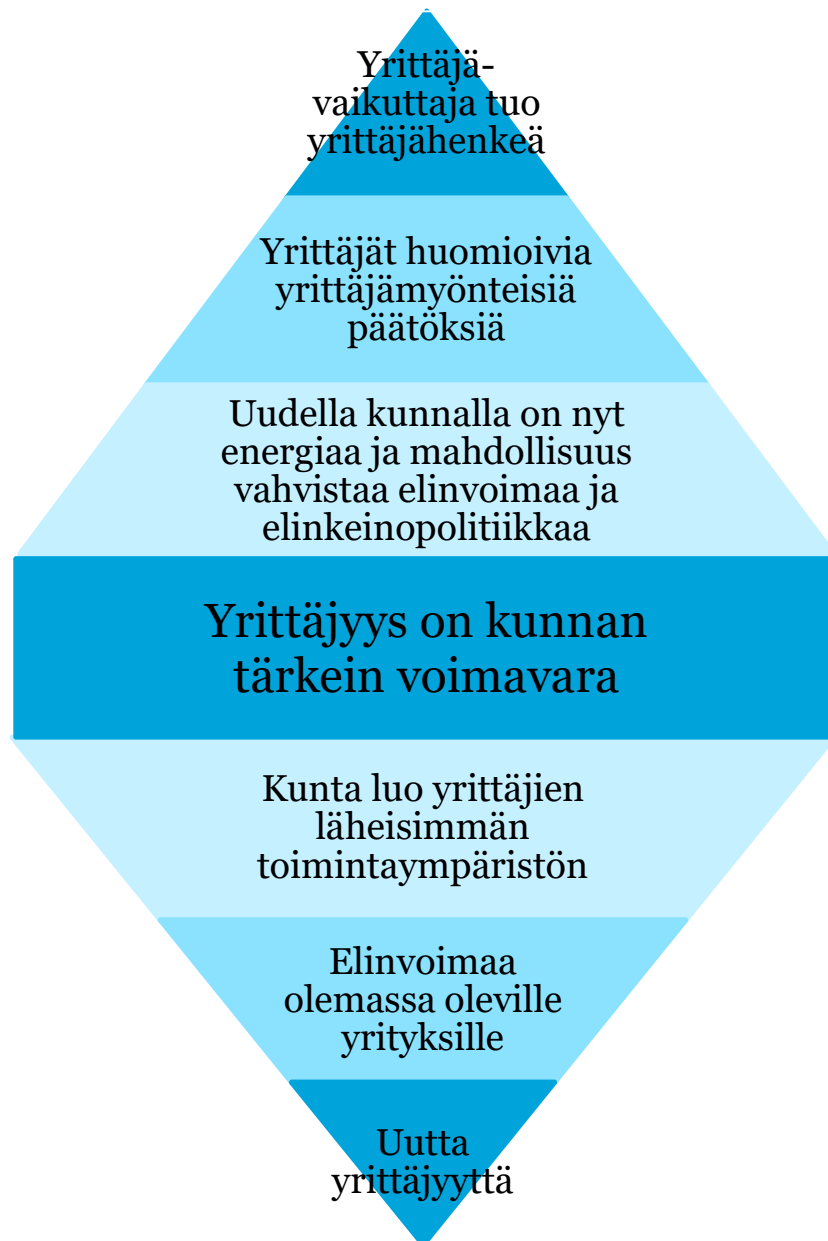 Yrittäjä-
vaikuttaja tuo
yrittäjähenkeä
Yrittäjät huomioivia
yrittäjämyönteisiä
päätöksiä
Uudella kunnalla on nyt
energiaa ja mahdollisuus
vahvistaa elinvoimaa ja
elinkeinopolitiikkaa
Yrittäjyys on kunnan
tärkein voimavara
Kunta luo yrittäjien
läheisimmän
toimintaympäristön
Elinvoimaa
olemassa oleville
yrityksille
Uutta
yrittäjyyttä